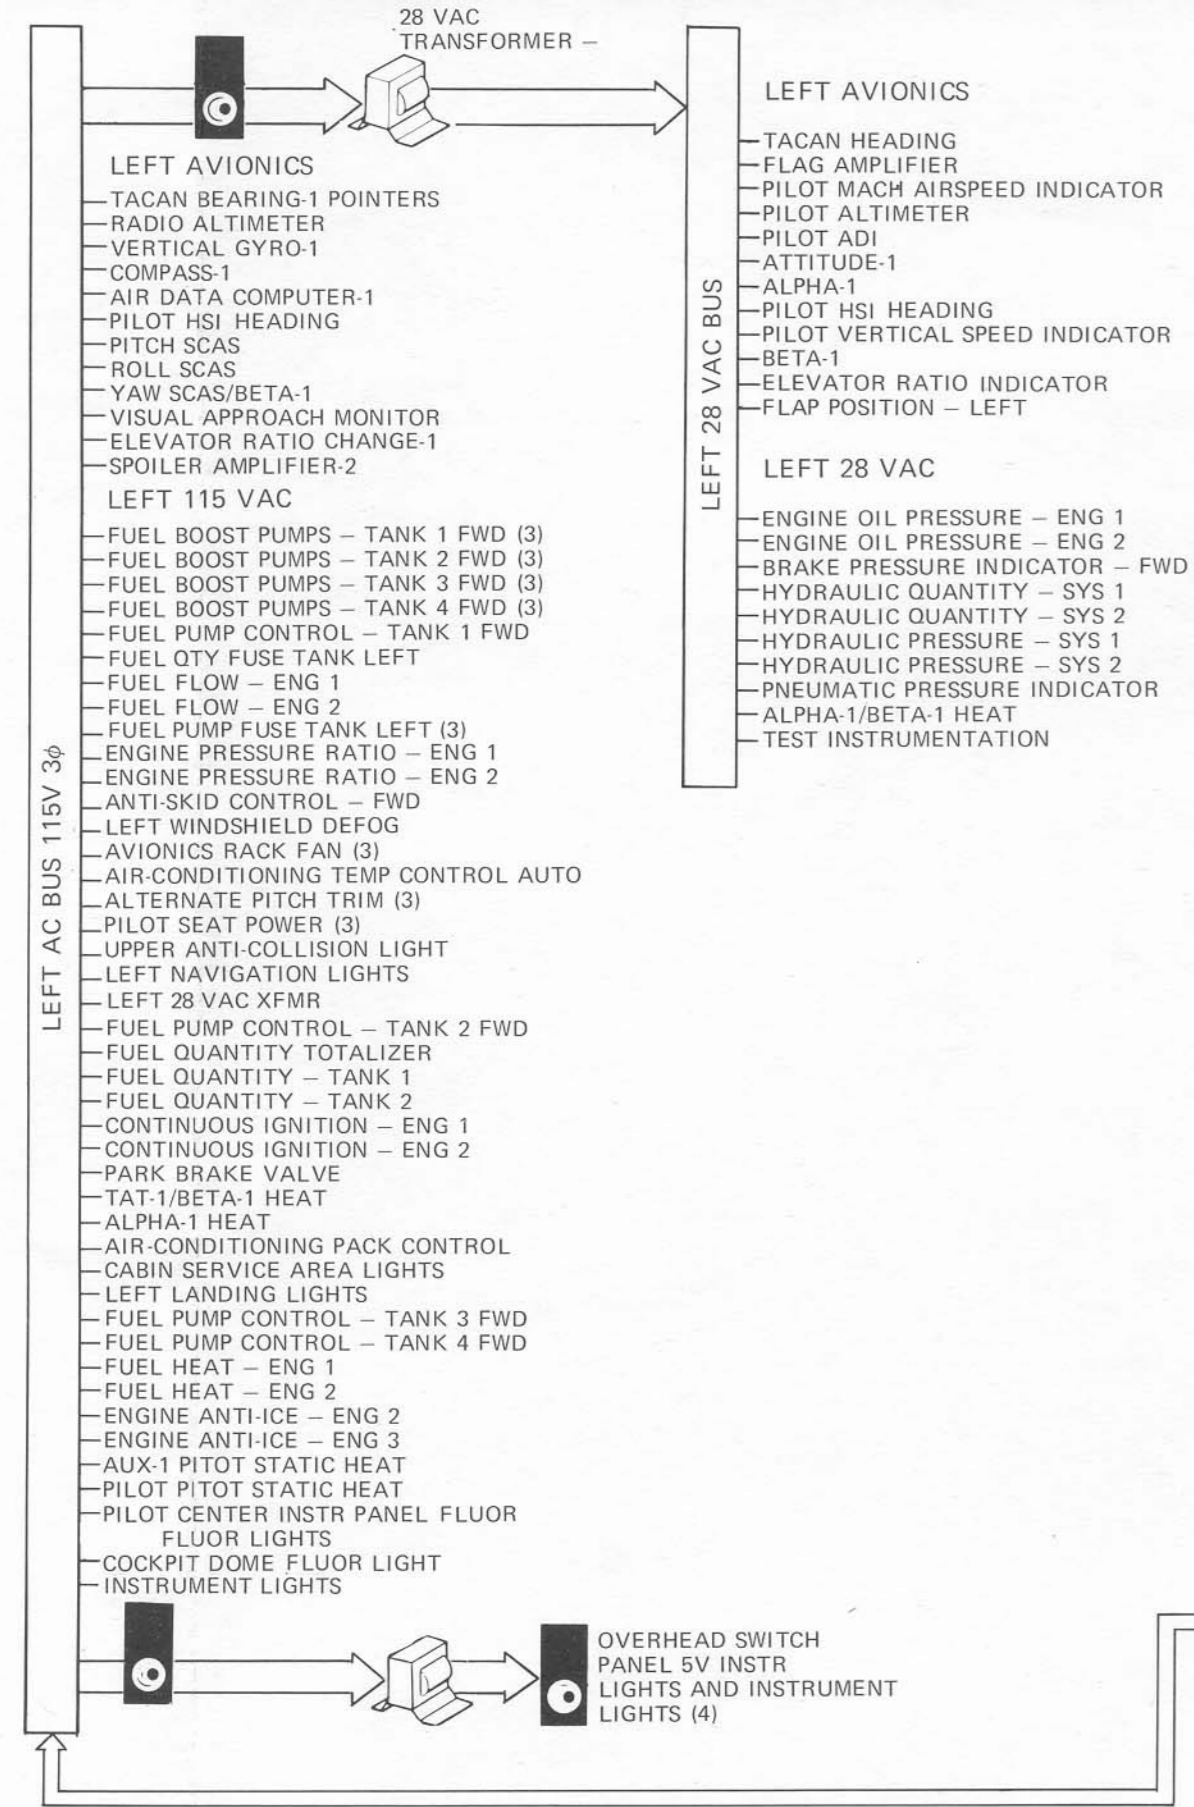 28 VAC
TRANSFORMER –
LEFT AC BUS 115V 3ϕ
LEFT AVIONICS
TACAN BEARING-1 POINTERS
RADIO ALTIMETER
VERTICAL GYRO-1
COMPASS-1
AIR DATA COMPUTER-1
PILOT HSI HEADING
PITCH SCAS
ROLL SCAS
YAW SCAS/BETA-1
VISUAL APPROACH MONITOR
ELEVATOR RATIO CHANGE-1
SPOILER AMPLIFIER-2
LEFT 115 VAC
FUEL BOOST PUMPS – TANK 1 FWD (3)
FUEL BOOST PUMPS – TANK 2 FWD (3)
FUEL BOOST PUMPS – TANK 3 FWD (3)
FUEL BOOST PUMPS – TANK 4 FWD (3)
FUEL PUMP CONTROL – TANK 1 FWD
FUEL QTY FUSE TANK LEFT
FUEL FLOW – ENG 1
FUEL FLOW – ENG 2
FUEL PUMP FUSE TANK LEFT (3)
ENGINE PRESSURE RATIO – ENG 1
ENGINE PRESSURE RATIO – ENG 2
ANTI-SKID CONTROL – FWD
LEFT WINDSHIELD DEFOG
AVIONICS RACK FAN (3)
AIR-CONDITIONING TEMP CONTROL AUTO
ALTERNATE PITCH TRIM (3)
PILOT SEAT POWER (3)
UPPER ANTI-COLLISION LIGHT
LEFT NAVIGATION LIGHTS
LEFT 28 VAC XFMR
FUEL PUMP CONTROL – TANK 2 FWD
FUEL QUANTITY TOTALIZER
FUEL QUANTITY – TANK 1
FUEL QUANTITY – TANK 2
CONTINUOUS IGNITION – ENG 1
CONTINUOUS IGNITION – ENG 2
PARK BRAKE VALVE
TAT-1/BETA-1 HEAT
ALPHA-1 HEAT
AIR-CONDITIONING PACK CONTROL
CABIN SERVICE AREA LIGHTS
LEFT LANDING LIGHTS
FUEL PUMP CONTROL – TANK 3 FWD
FUEL PUMP CONTROL – TANK 4 FWD
FUEL HEAT – ENG 1
FUEL HEAT – ENG 2
ENGINE ANTI-ICE – ENG 2
ENGINE ANTI-ICE – ENG 3
AUX-1 PITOT STATIC HEAT
PILOT PITOT STATIC HEAT
PILOT CENTER INSTR PANEL FLUOR
FLUOR LIGHTS
COCKPIT DOME FLUOR LIGHT
INSTRUMENT LIGHTS
LEFT 28 VAC BUS
LEFT AVIONICS
TACAN HEADING
FLAG AMPLIFIER
PILOT MACH AIRSPEED INDICATOR
PILOT ALTIMETER
PILOT ADI
ATTITUDE-1
ALPHA-1
PILOT HSI HEADING
PILOT VERTICAL SPEED INDICATOR
BETA-1
ELEVATOR RATIO INDICATOR
FLAP POSITION – LEFT
LEFT 28 VAC
ENGINE OIL PRESSURE – ENG 1
ENGINE OIL PRESSURE – ENG 2
BRAKE PRESSURE INDICATOR – FWD
HYDRAULIC QUANTITY – SYS 1
HYDRAULIC QUANTITY – SYS 2
HYDRAULIC PRESSURE – SYS 1
HYDRAULIC PRESSURE – SYS 2
PNEUMATIC PRESSURE INDICATOR
ALPHA-1/BETA-1 HEAT
TEST INSTRUMENTATION
OVERHEAD SWITCH
PANEL 5V INSTR
LIGHTS AND INSTRUMENT
LIGHTS (4)